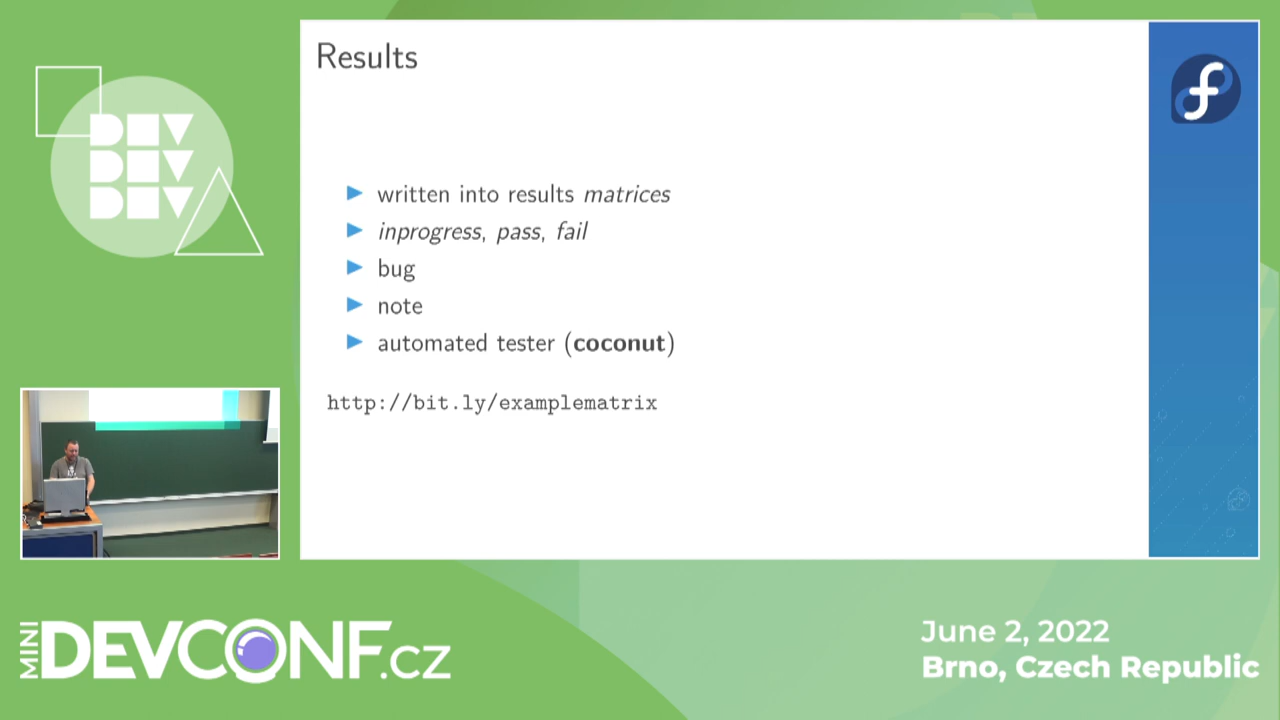 DEV
DEV
DEV
Results
written into results matrices
inprogress, pass, fail
bug
note
automated tester (coconut)
http://bit.ly/examplematrix
MINI DEVCONF.CZ
June 2, 2022
Brno, Czech Republic